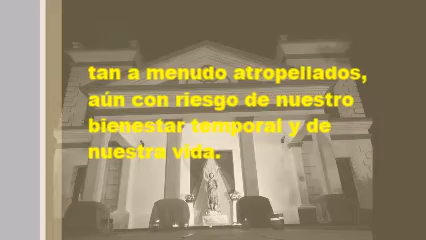 tan a menudo atropellados,
aún con riesgo de nuestro
bienestar temporal y de
nuestra vida.